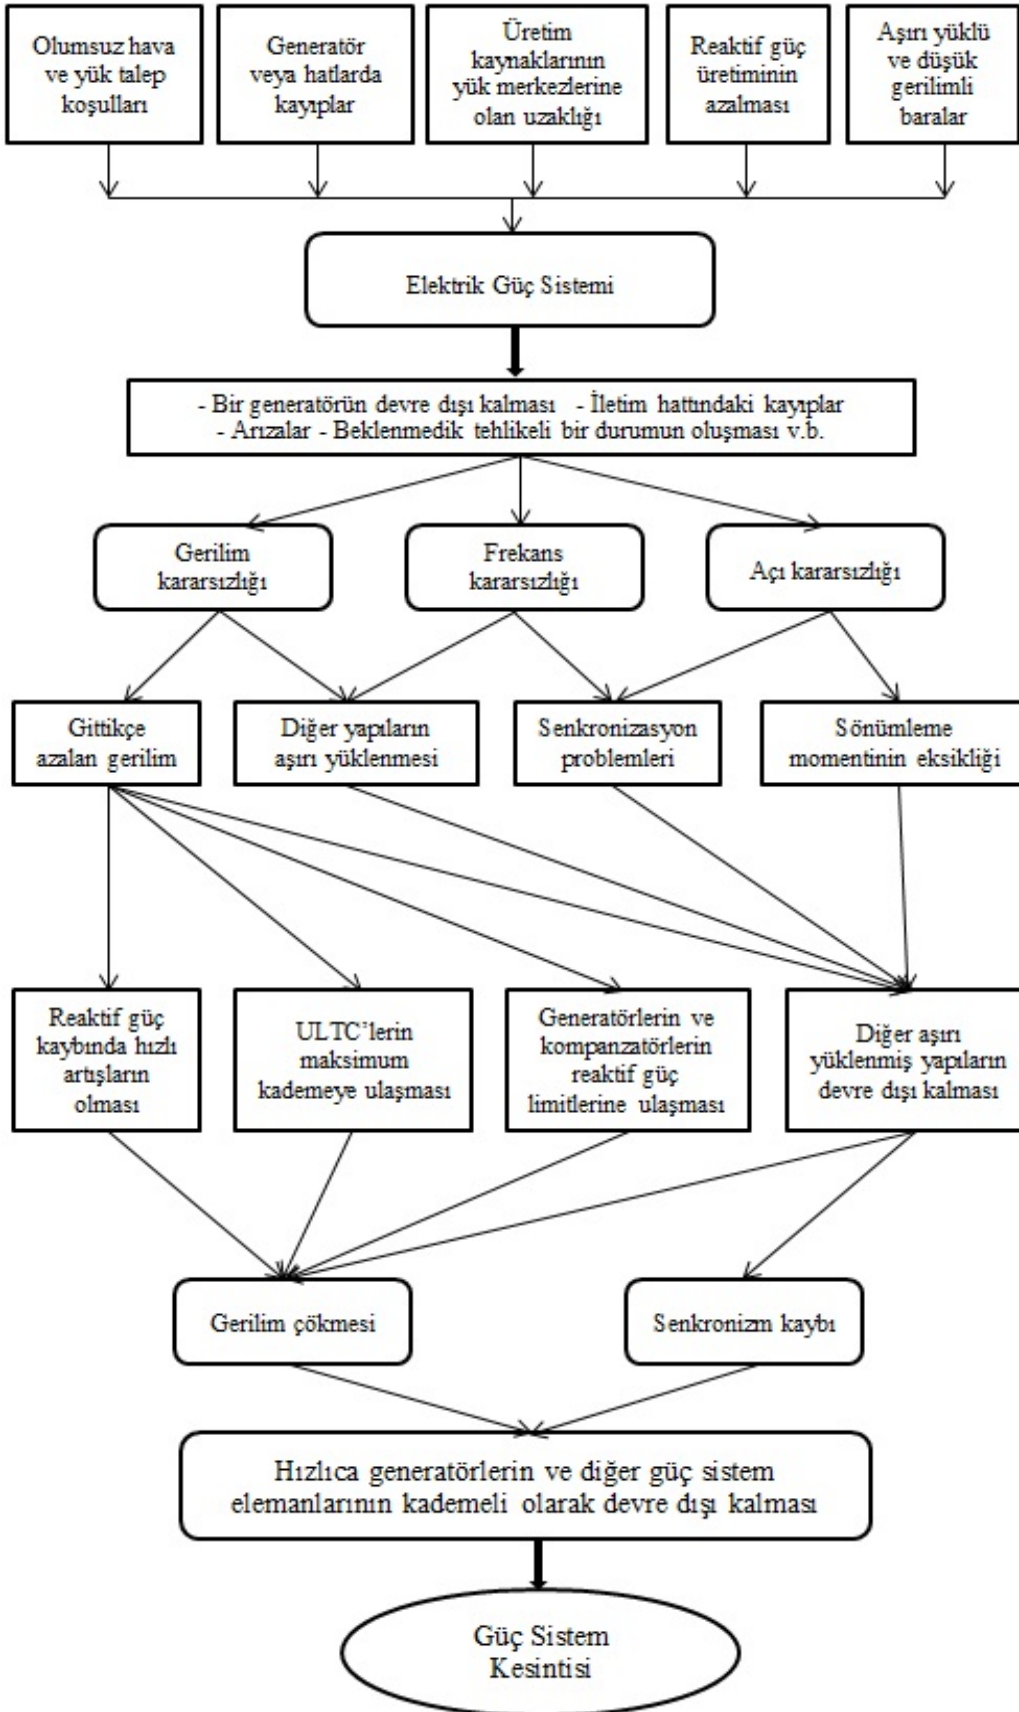 Olumsuz hava
ve yük talep
koşulları
Generatör
veya hatlarda
kayıplar
Üretim
kaynaklarının
yük merkezlerine
olan uzaklığı
Reaktif güç
üretiminin
azalması
Aşırı yüklü
ve düşük
gerilimli
baralar
Elektrik Güç Sistemi
- Bir generatörün devre dışı kalması - İletim hattındaki kayıplar
- Arızalar - Beklenmedik tehlikeli bir durumun oluşması v.b.
Gerilim
kararsızlığı
Frekans
kararsızlığı
Açı kararsızlığı
Gittikçe
azalan gerilim
Diğer yapıların
aşırı yüklenmesi
Senkronizasyon
problemleri
Sönümleme
momentinin eksikliği
Reaktif güç
kaybında hızlı
artışların
olması
ULTC'lerin
maksimum
kademeye ulaşması
Generatörlerin ve
kompanzatörlerin
reaktif güç
limitlerine ulaşması
Diğer aşırı
yüklenmiş yapıların
devre dışı kalması
Gerilim çökmesi
Senkronizm kaybı
Hızlıca generatörlerin ve diğer güç sistem
elemanlarının kademeli olarak devre dışı kalması
Güç Sistem
Kesintisi